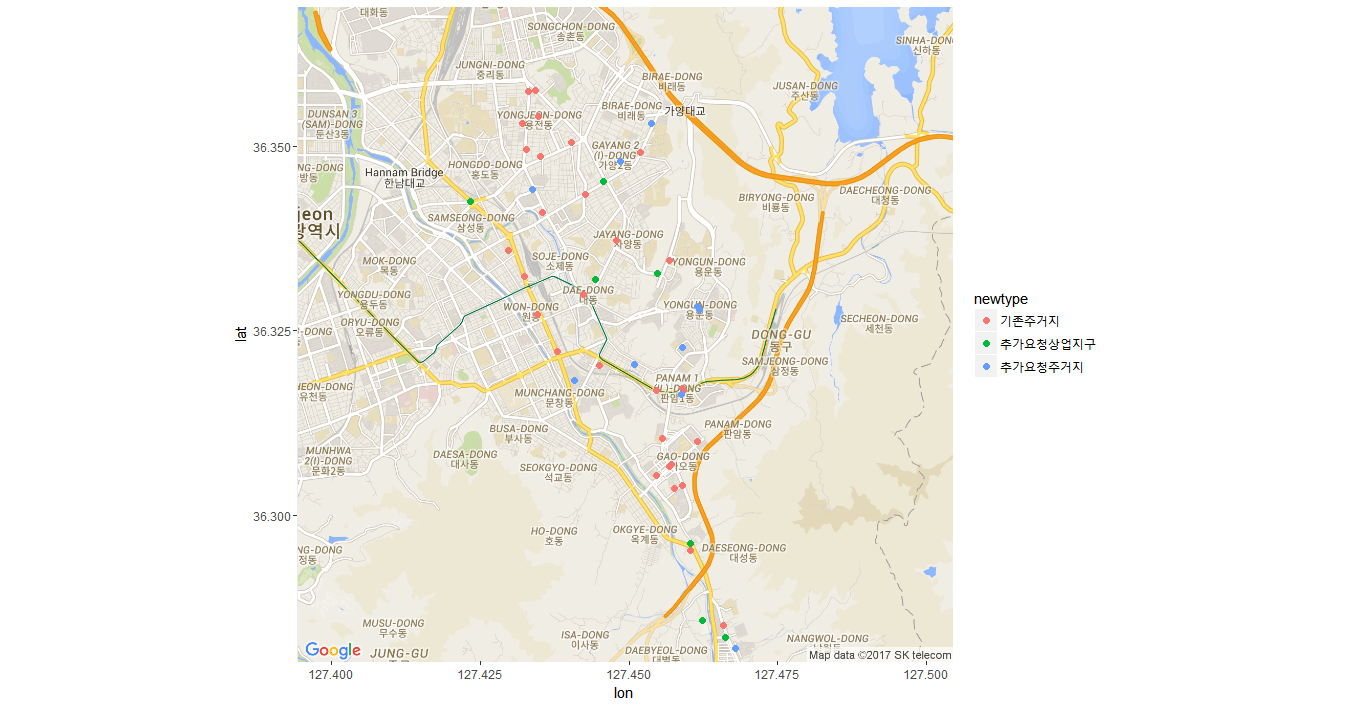 대화동
SONGCHON-DONG
송촌동
SINHA-DONG
신하동
JUNGNI-DONG
중리동
BIRAE-DONG
비래동
JUSAN-DONG
주산동
DUNSAN 3
(SAM)-DONG
둔산3동
YONGJEON-DONG
용전동
BIRAE-DONG
비래동
가양대교
36.350
HONGDO-DONG
홍도동
GAYANG 2
(I)-DONG
가양2동
NG-DONG
방동
Hannam Bridge
한남대교
BIRYONG-DONG
비룡동
DAECHEONG-DONG
대청동
jeon
광역시
SAMSEONG-DONG
삼성동
JAYANG-DONG
자양동
MOK-DONG
목동
SOJE-DONG
소제동
YONGUN-DONG
용운동
YONGDU-DONG
용두동
DAE-DONG
대동
WON-DONG
원동
YONGUN-DONG
용운동
ORYU-DONG
오류동
SECHEON-DONG
세천동
36.325
lat
DONG-GU
동구
SAMJEONG-DONG
삼정동
HEON-DONG
유천동
MUNCHANG-DONG
문창동
PANAM 1
(IL)-DONG
판암1동
BUSA-DONG
부사동
PANAM-DONG
판암동
MUNHWA
2(I)-DONG
문화2동
DAESA-DONG
대사동
SEOKGYO-DONG
석교동
GAO-DONG
가오동
36.300
HO-DONG
호동
OKGYE-DONG
옥계동
DAESEONG-DONG
대성동
NG-DONG
정동
MUSU-DONG
무수동
ISA-DONG
이사동
NANGWOL-DONG
JUNG-GU
DAEBYEOL-DONG
대별동
Google
Map data ©2017 SK telecom
127.400
127.425
127.450
127.475
127.500
lon
newtype
기존주거지
추가요청상업지구
추가요청주거지